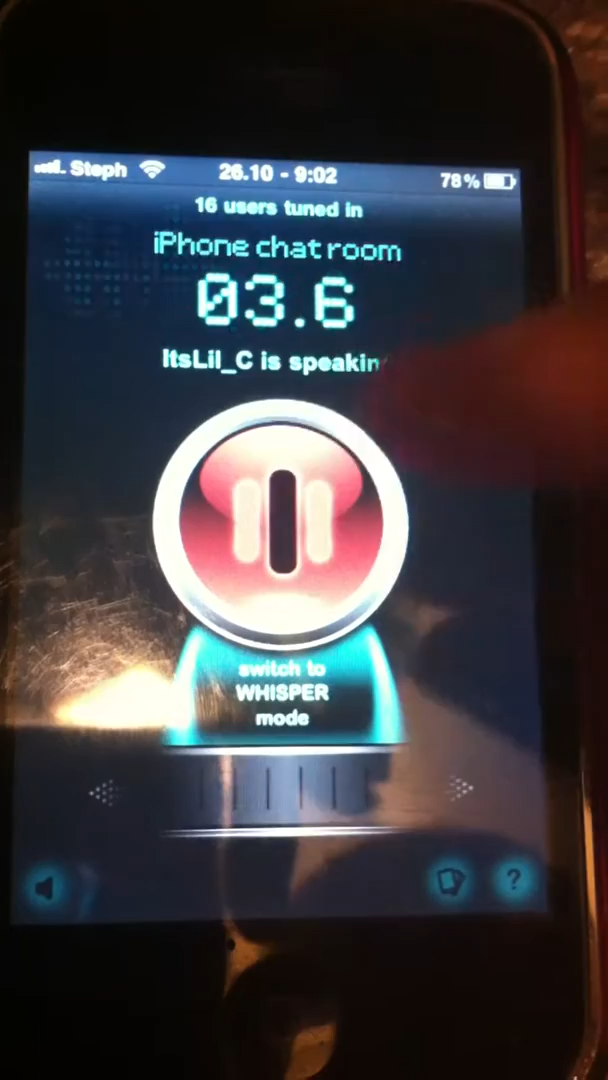 Steph 26.10 - 9:02 78%
16 users tuned in
iPhone chat room
03.6
ItsLil_C is speakin
switch to
WHISPER
mode
?